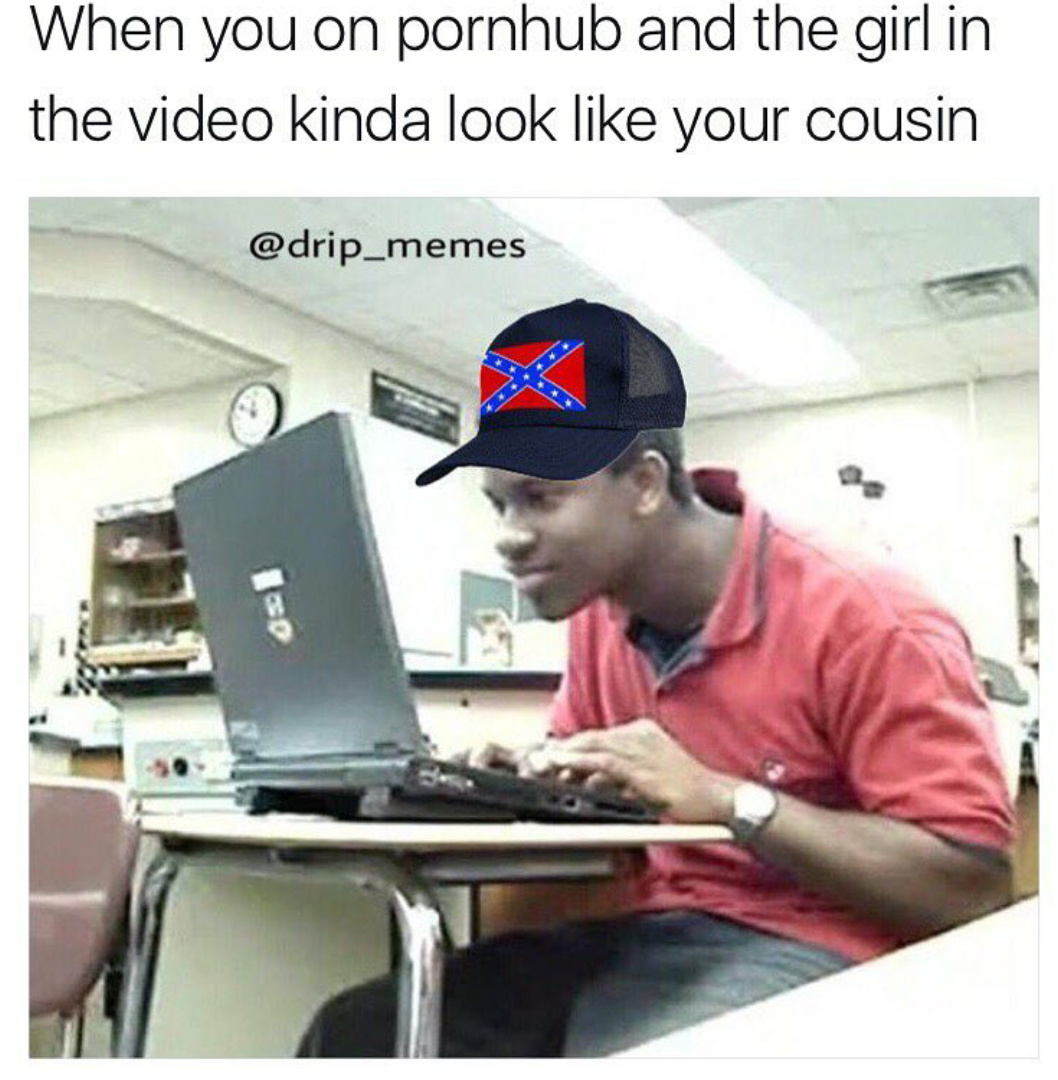 When you on pornhub and the girl in
the video kinda look like your cousin
@drip_memes